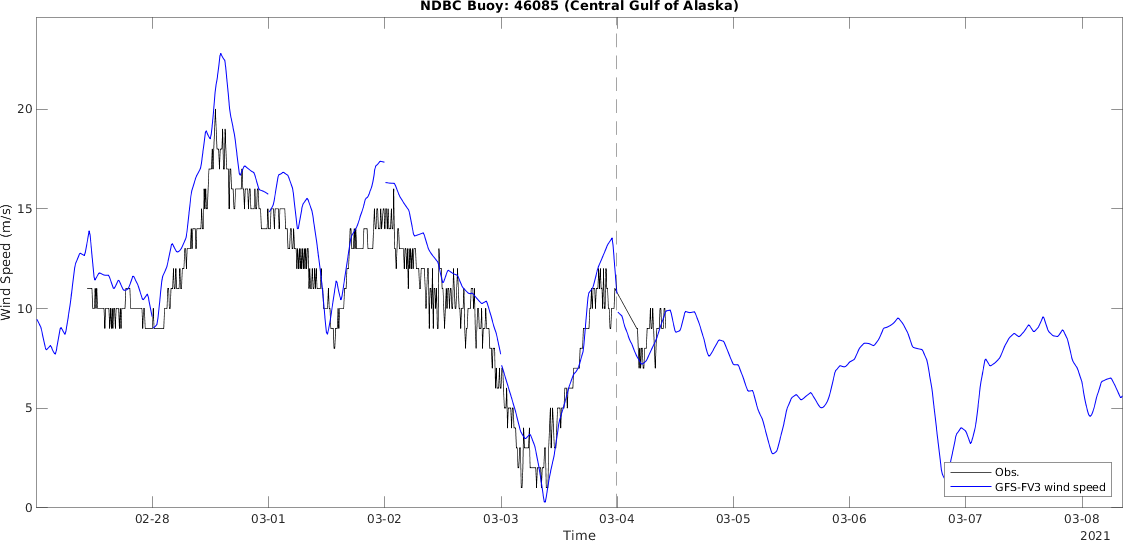 NDBC Buoy: 46085 (Central Gulf of Alaska)
Wind Speed (m/s)
20
15
10
5
0
Obs.
GFS-FV3 wind speed
02-28 03-01 03-02 03-03 03-04 03-05 03-06 03-07 03-08
Time
2021